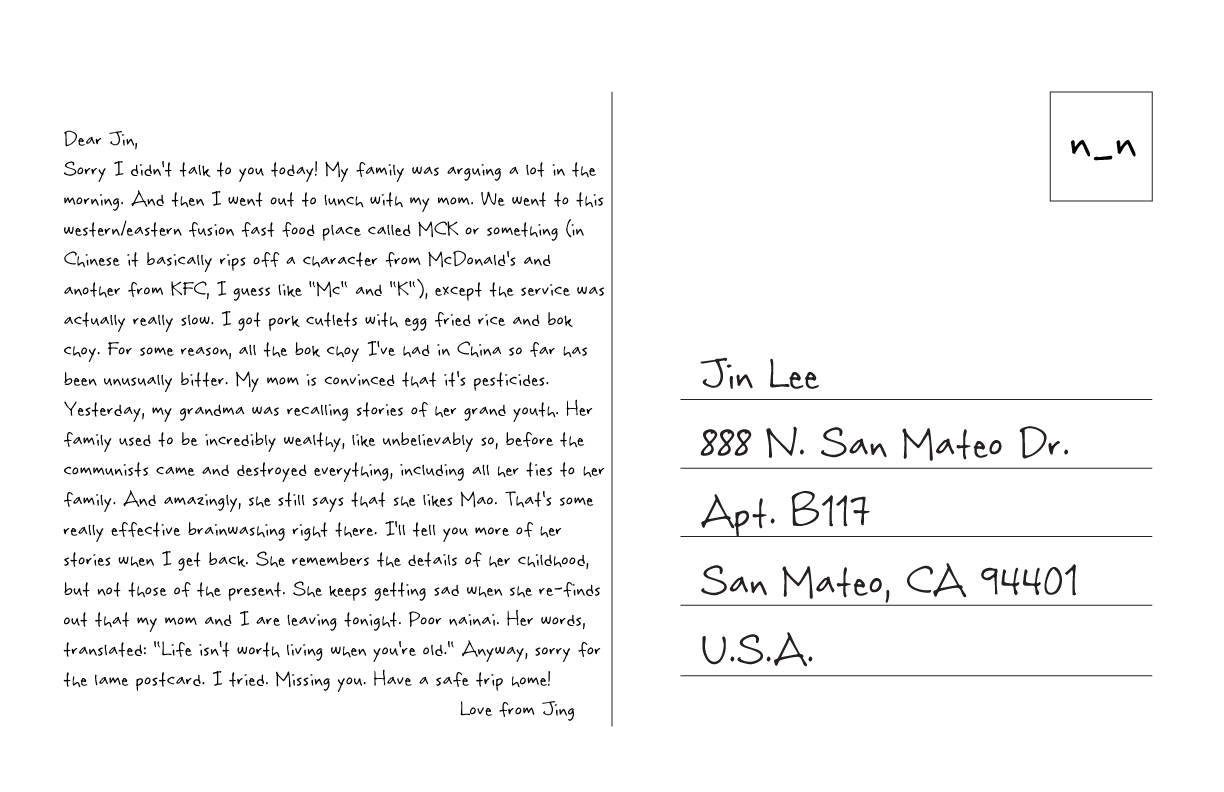 Dear Jin,
Sorry I didn't talk to you today! My family was arguing a lot in the
morning. And then I went out to lunch with my mom. We went to this
western/eastern fusion fast food place called MCK or something (in
Chinese it basically rips off a character from McDonald's and
another from KFC, I guess like "Mc" and "K"), except the service was
actually really slow. I got pork cutlets with egg fried rice and bok
choy. For some reason, all the bok choy I've had in China so far has
been unusually bitter. My mom is convinced that it's pesticides.
Yesterday, my grandma was recalling stories of her grand youth. Her
family used to be incredibly wealthy, like unbelievably so, before the
communists came and destroyed everything, including all her ties to her
family. And amazingly, she still says that she likes Mao. That's some
really effective brainwashing right there. I'll tell you more of her
stories when I get back. She remembers the details of her childhood,
but not those of the present. She keeps getting sad when she re-finds
out that my mom and I are leaving tonight. Poor nainai. Her words,
translated: "Life isn't worth living when you're old." Anyway, sorry for
the lame postcard. I tried. Missing you. Have a safe trip home!
Love from Jing
n_n
Jin Lee
888 N. San Mateo Dr.
Apt. B117
San Mateo, CA 94401
U.S.A.